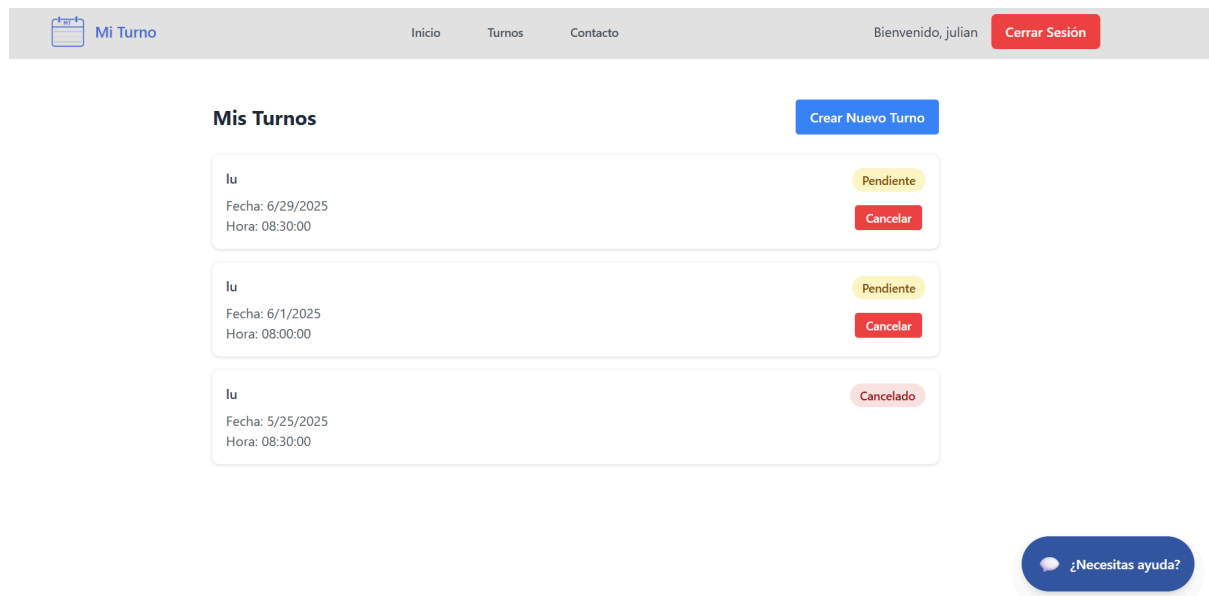 MT
Mi Turno
Inicio Turnos Contacto
Bienvenido, julian
Cerrar Sesión
Mis Turnos
Crear Nuevo Turno
lu
Pendiente
Fecha: 6/29/2025
Hora: 08:30:00
Cancelar
lu
Pendiente
Fecha: 6/1/2025
Hora: 08:00:00
Cancelar
lu
Cancelado
Fecha: 5/25/2025
Hora: 08:30:00
¿Necesitas ayuda?